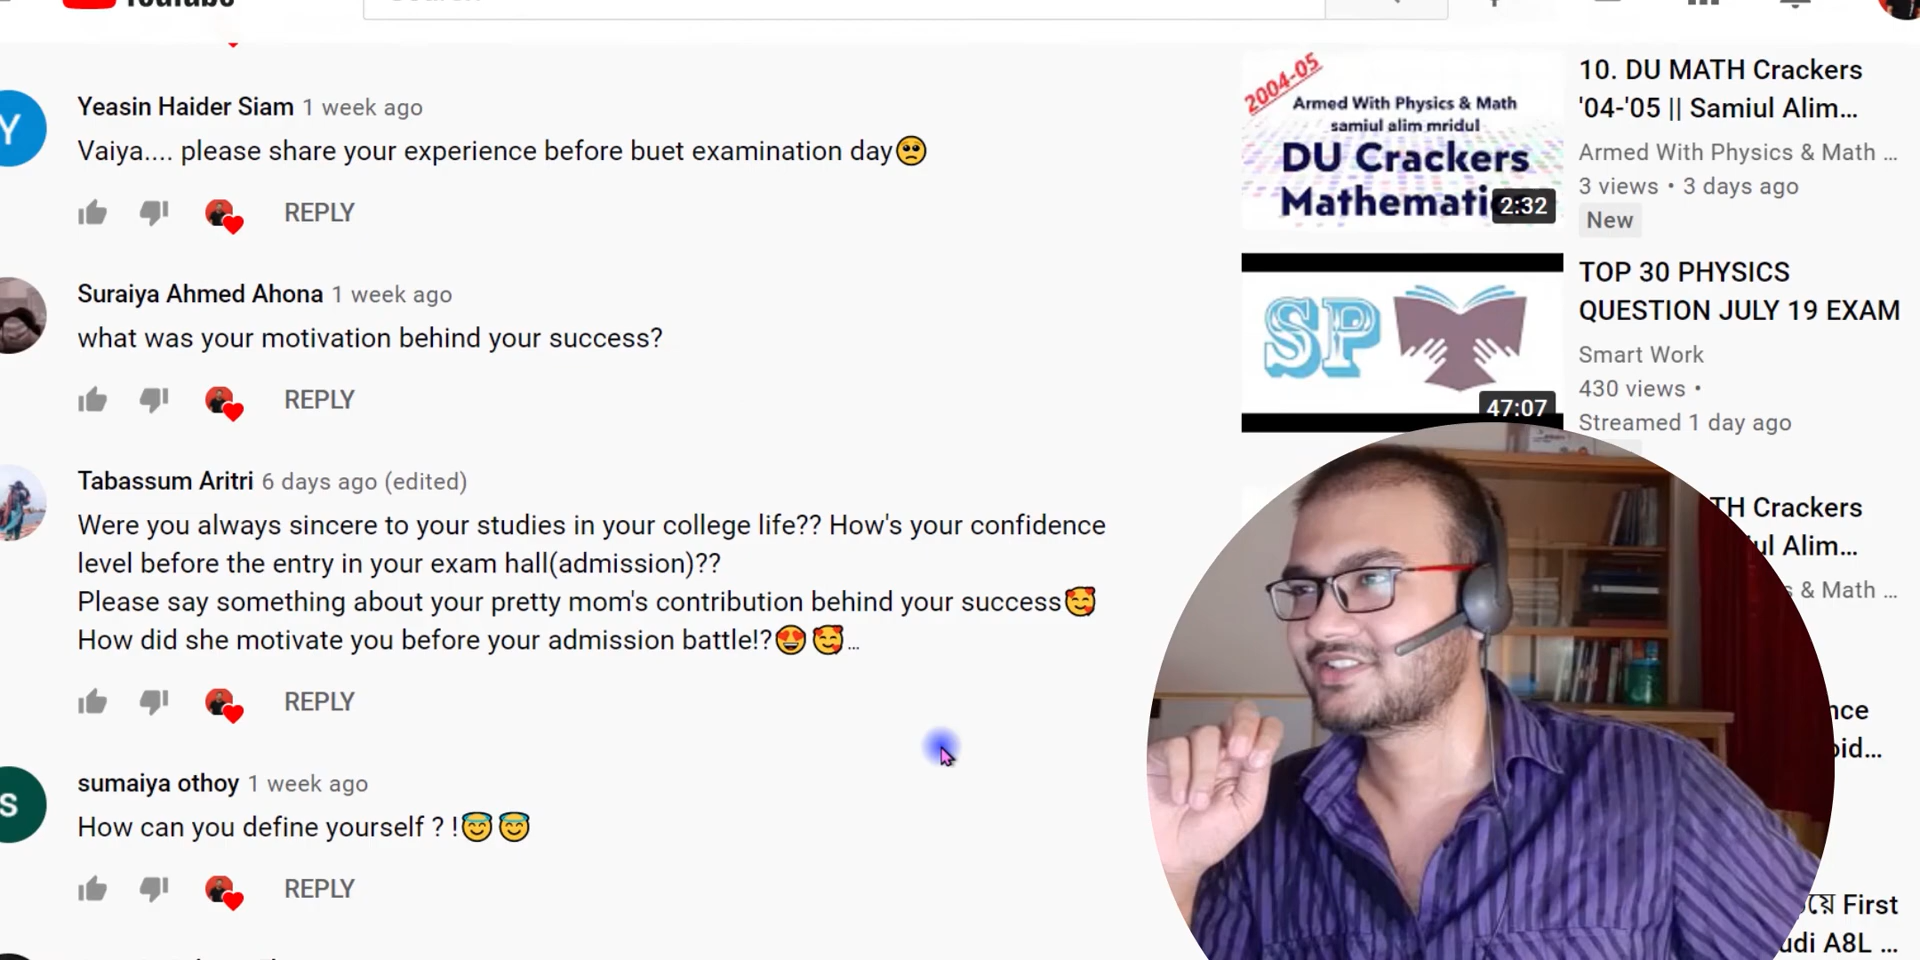 Yeasin Haider Siam 1 week ago
Vaiya.... please share your experience before buet examination day🥺
REPLY
Suraiya Ahmed Ahona 1 week ago
what was your motivation behind your success?
REPLY
Tabassum Aritri 6 days ago (edited)
Were you always sincere to your studies in your college life?? How's your confidence
level before the entry in your exam hall(admission)??
Please say something about your pretty mom's contribution behind your success🥰
How did she motivate you before your admission battle!?😍🥰...
REPLY
sumaiya othoy 1 week ago
How can you define yourself ? !😇😇
REPLY
Y
S
2004-05
Armed With Physics & Math
samiul alim mridul
DU Crackers
Mathemati
2:32
10. DU MATH Crackers
'04-'05 || Samiul Alim...
Armed With Physics & Math ...
3 views • 3 days ago
New
SP
47:07
TOP 30 PHYSICS
QUESTION JULY 19 EXAM
Smart Work
430 views •
Streamed 1 day ago
TH Crackers
ul Alim...
& Math ...
First
A8L ...